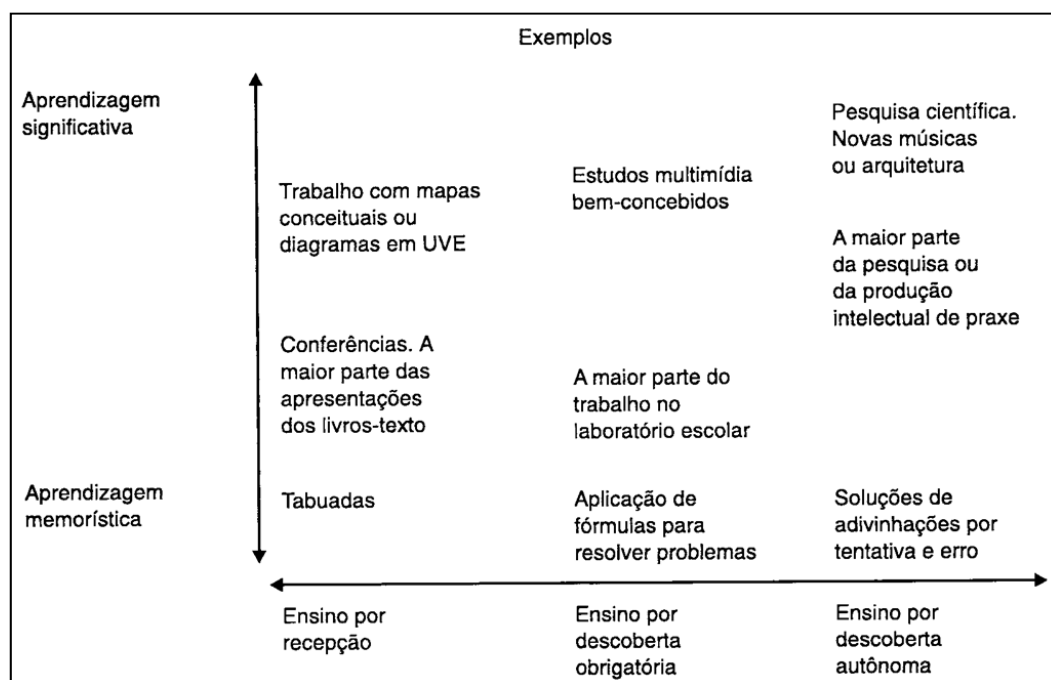 Exemplos
Aprendizagem
significativa
Pesquisa científica.
Novas músicas
ou arquitetura
Estudos multimídia
bem-concebidos
Trabalho com mapas
conceituais ou
diagramas em UVE
A maior parte
da pesquisa ou
da produção
intelectual de praxe
Conferências. A
maior parte das
apresentações
dos livros-texto
A maior parte do
trabalho no
laboratório escolar
Aprendizagem
memorística
Tabuadas
Aplicação de
fórmulas para
resolver problemas
Soluções de
adivinhações por
tentativa e erro
Ensino por
recepção
Ensino por
descoberta
obrigatória
Ensino por
descoberta
autônoma